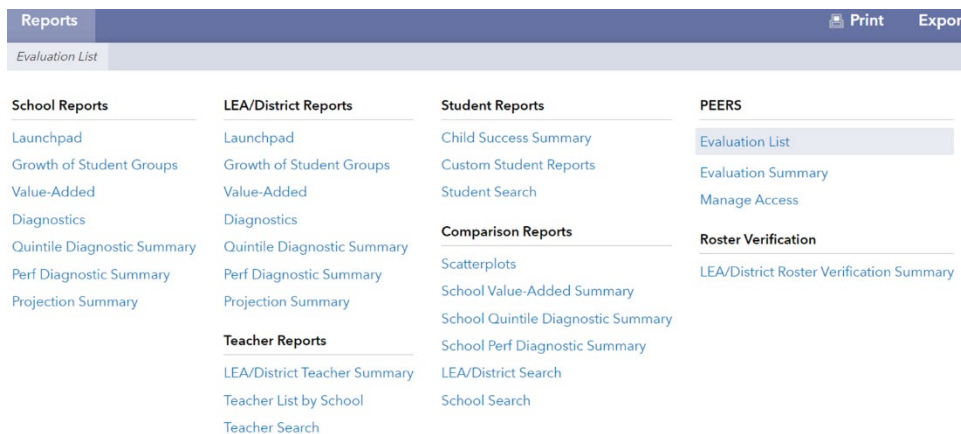 Reports
Print
Expor
Evaluation List
School Reports
Launchpad
Growth of Student Groups
Value-Added
Diagnostics
Quintile Diagnostic Summary
Perf Diagnostic Summary
Projection Summary
LEA/District Reports
Launchpad
Growth of Student Groups
Value-Added
Diagnostics
Quintile Diagnostic Summary
Perf Diagnostic Summary
Projection Summary
Teacher Reports
LEA/District Teacher Summary
Teacher List by School
Teacher Search
Student Reports
Child Success Summary
Custom Student Reports
Student Search
Comparison Reports
Scatterplots
School Value-Added Summary
School Quintile Diagnostic Summary
School Perf Diagnostic Summary
LEA/District Search
School Search
PEERS
Evaluation List
Evaluation Summary
Manage Access
Roster Verification
LEA/District Roster Verification Summary